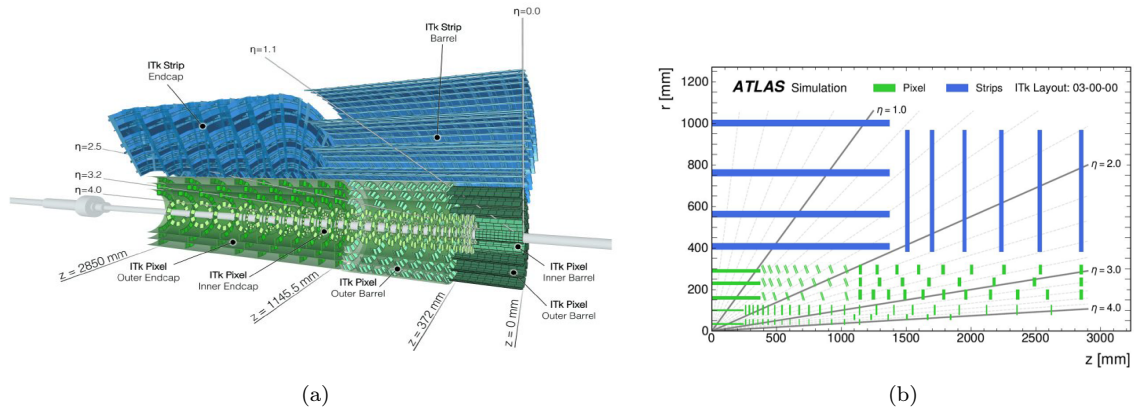 η=0.0
ITk Strip
Barrel
η=1.1
ITk Strip
Endcap
η=2.5
η=3.2
η=4.0
z = 2850 mm
ITk Pixel
Outer Endcap
ITk Pixel
Inner Endcap
z = 1145.5 mm
ITk Pixel
Outer Barrel
z = 372 mm
z = 0 mm
ITk Pixel
Inner Barrel
ITk Pixel
Outer Barrel
(a)
r [mm]
1200
1000
800
600
400
200
0
ATLAS Simulation Pixel Strips ITk Layout: 03-00-00
η = 1.0
η = 2.0
η = 3.0
η = 4.0
0 500 1000 1500 2000 2500 3000
z [mm]
(b)